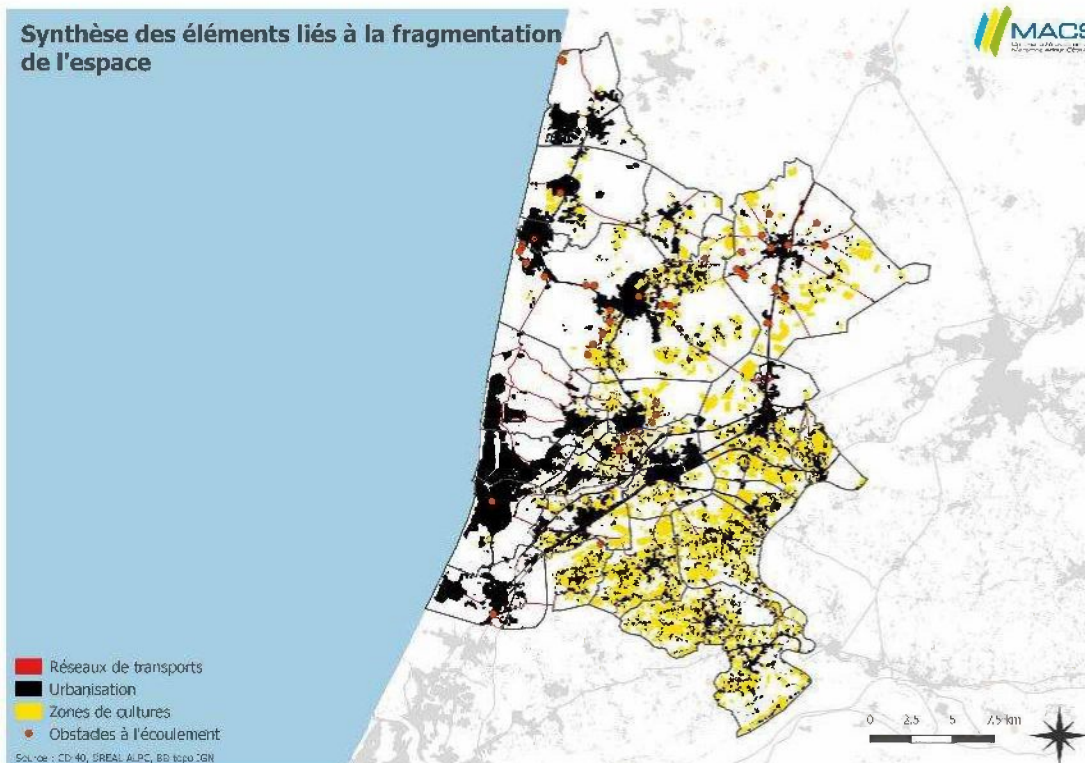 Synthèse des éléments liés à la fragmentation
de l'espace
MACS
Réseaux de transports
Urbanisation
Zones de cultures
Obstacles à l'écoulement
0 2.5 5 7.5 km
Source : CD 40, DREAL ALPC, BD topo IGN